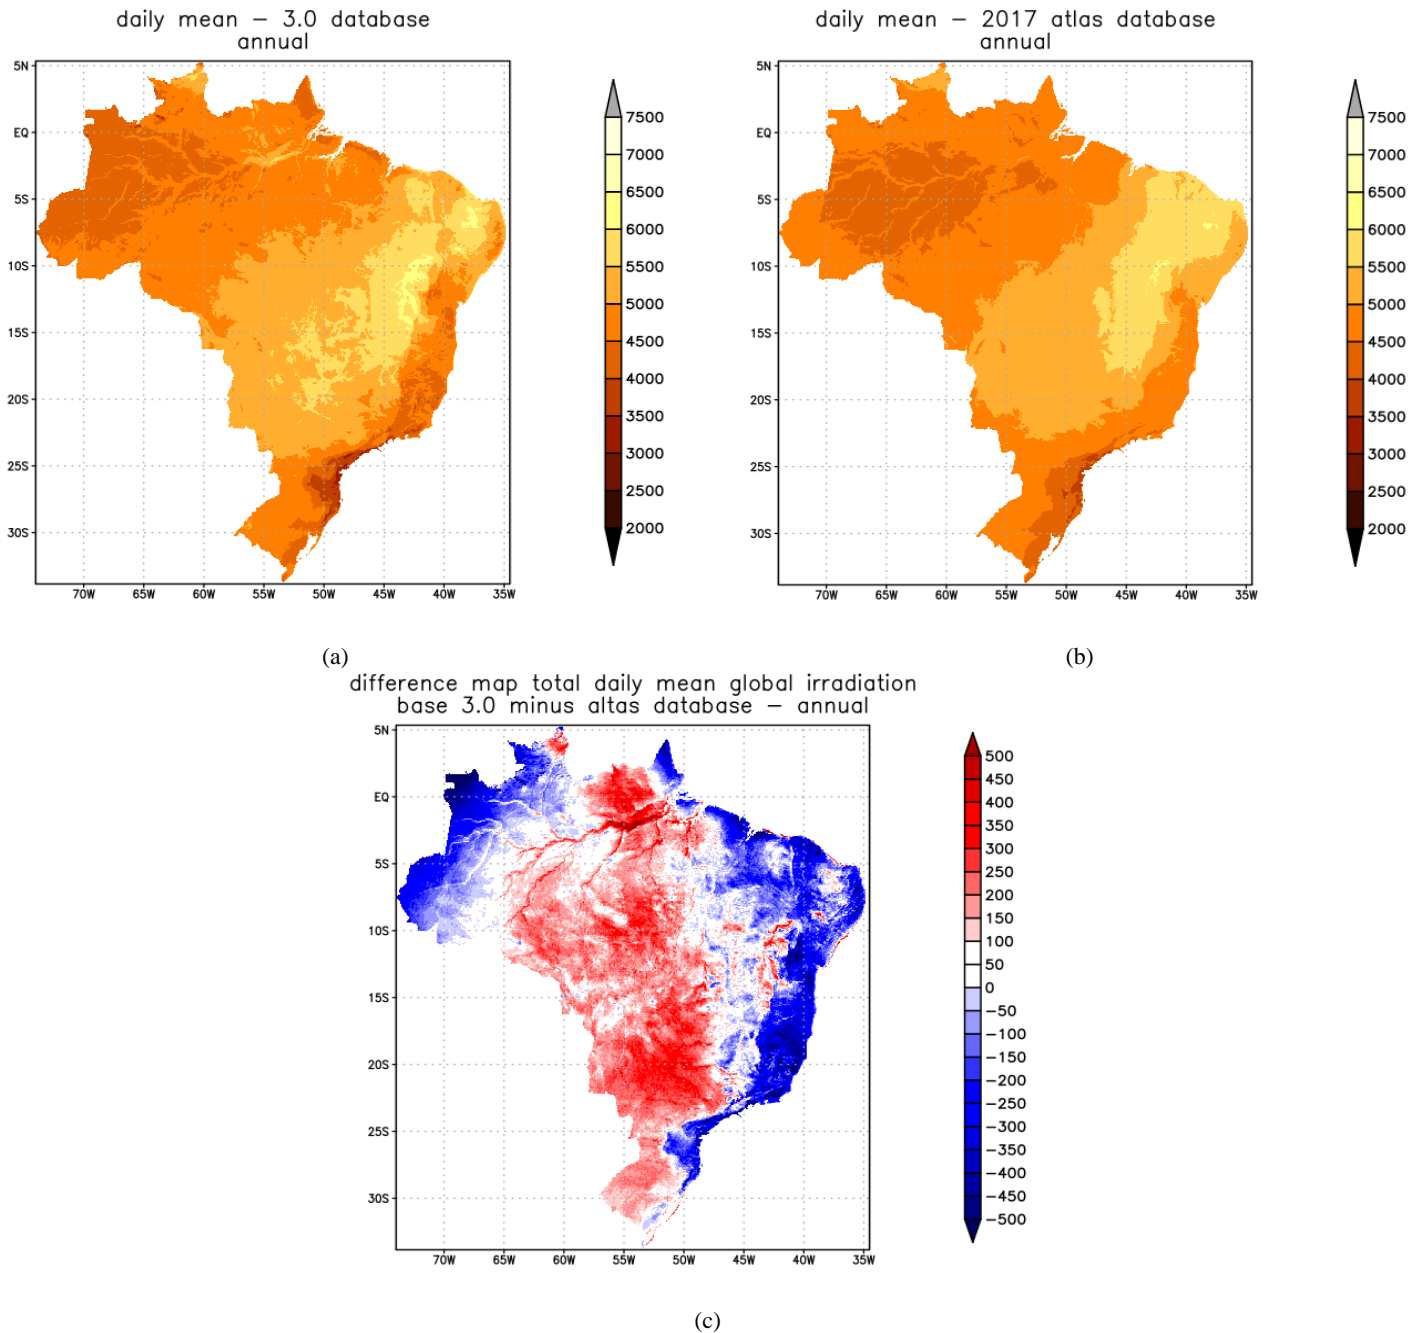 daily mean – 3.0 database
annual
5N
EQ
5S
10S
15S
20S
25S
30S
70W 65W 60W 55W 50W 45W 40W 35W
7500
7000
6500
6000
5500
5000
4500
4000
3500
3000
2500
2000
(a)
daily mean – 2017 atlas database
annual
5N
EQ
5S
10S
15S
20S
25S
30S
70W 65W 60W 55W 50W 45W 40W 35W
7500
7000
6500
6000
5500
5000
4500
4000
3500
3000
2500
2000
(b)
difference map total daily mean global irradiation
base 3.0 minus altas database – annual
5N
EQ
5S
10S
15S
20S
25S
30S
70W 65W 60W 55W 50W 45W 40W 35W
500
450
400
350
300
250
200
150
100
50
0
−50
−100
−150
−200
−250
−300
−350
−400
−450
−500
(c)